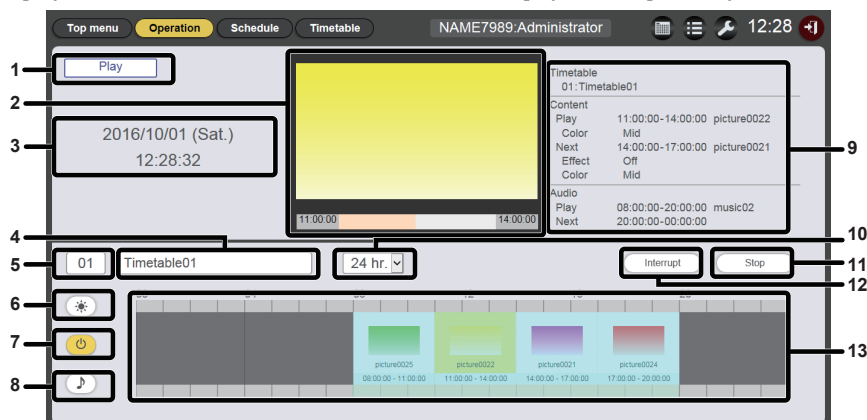 Top menu Operation Schedule Timetable NAME7989:Administrator 12:28
1 Play
2
3 2016/10/01 (Sat.)
12:28:32
Timetable
01:Timetable01
Content
Play 11:00:00-14:00:00 picture0022
Color Mid
Next 14:00:00-17:00:00 picture0021
Effect Off
Color Mid
Audio
Play 08:00:00-20:00:00 music02
Next 20:00:00-00:00:00
9
11:00:00 14:00:00
4
10
5 01 Timetable01 24 hr. Interrupt Stop 11
12
6
7
8
13
picture0025 picture0022 picture0021 picture0024
08:00:00 - 11:00:00 11:00:00 - 14:00:00 14:00:00 - 17:00:00 17:00:00 - 20:00:00